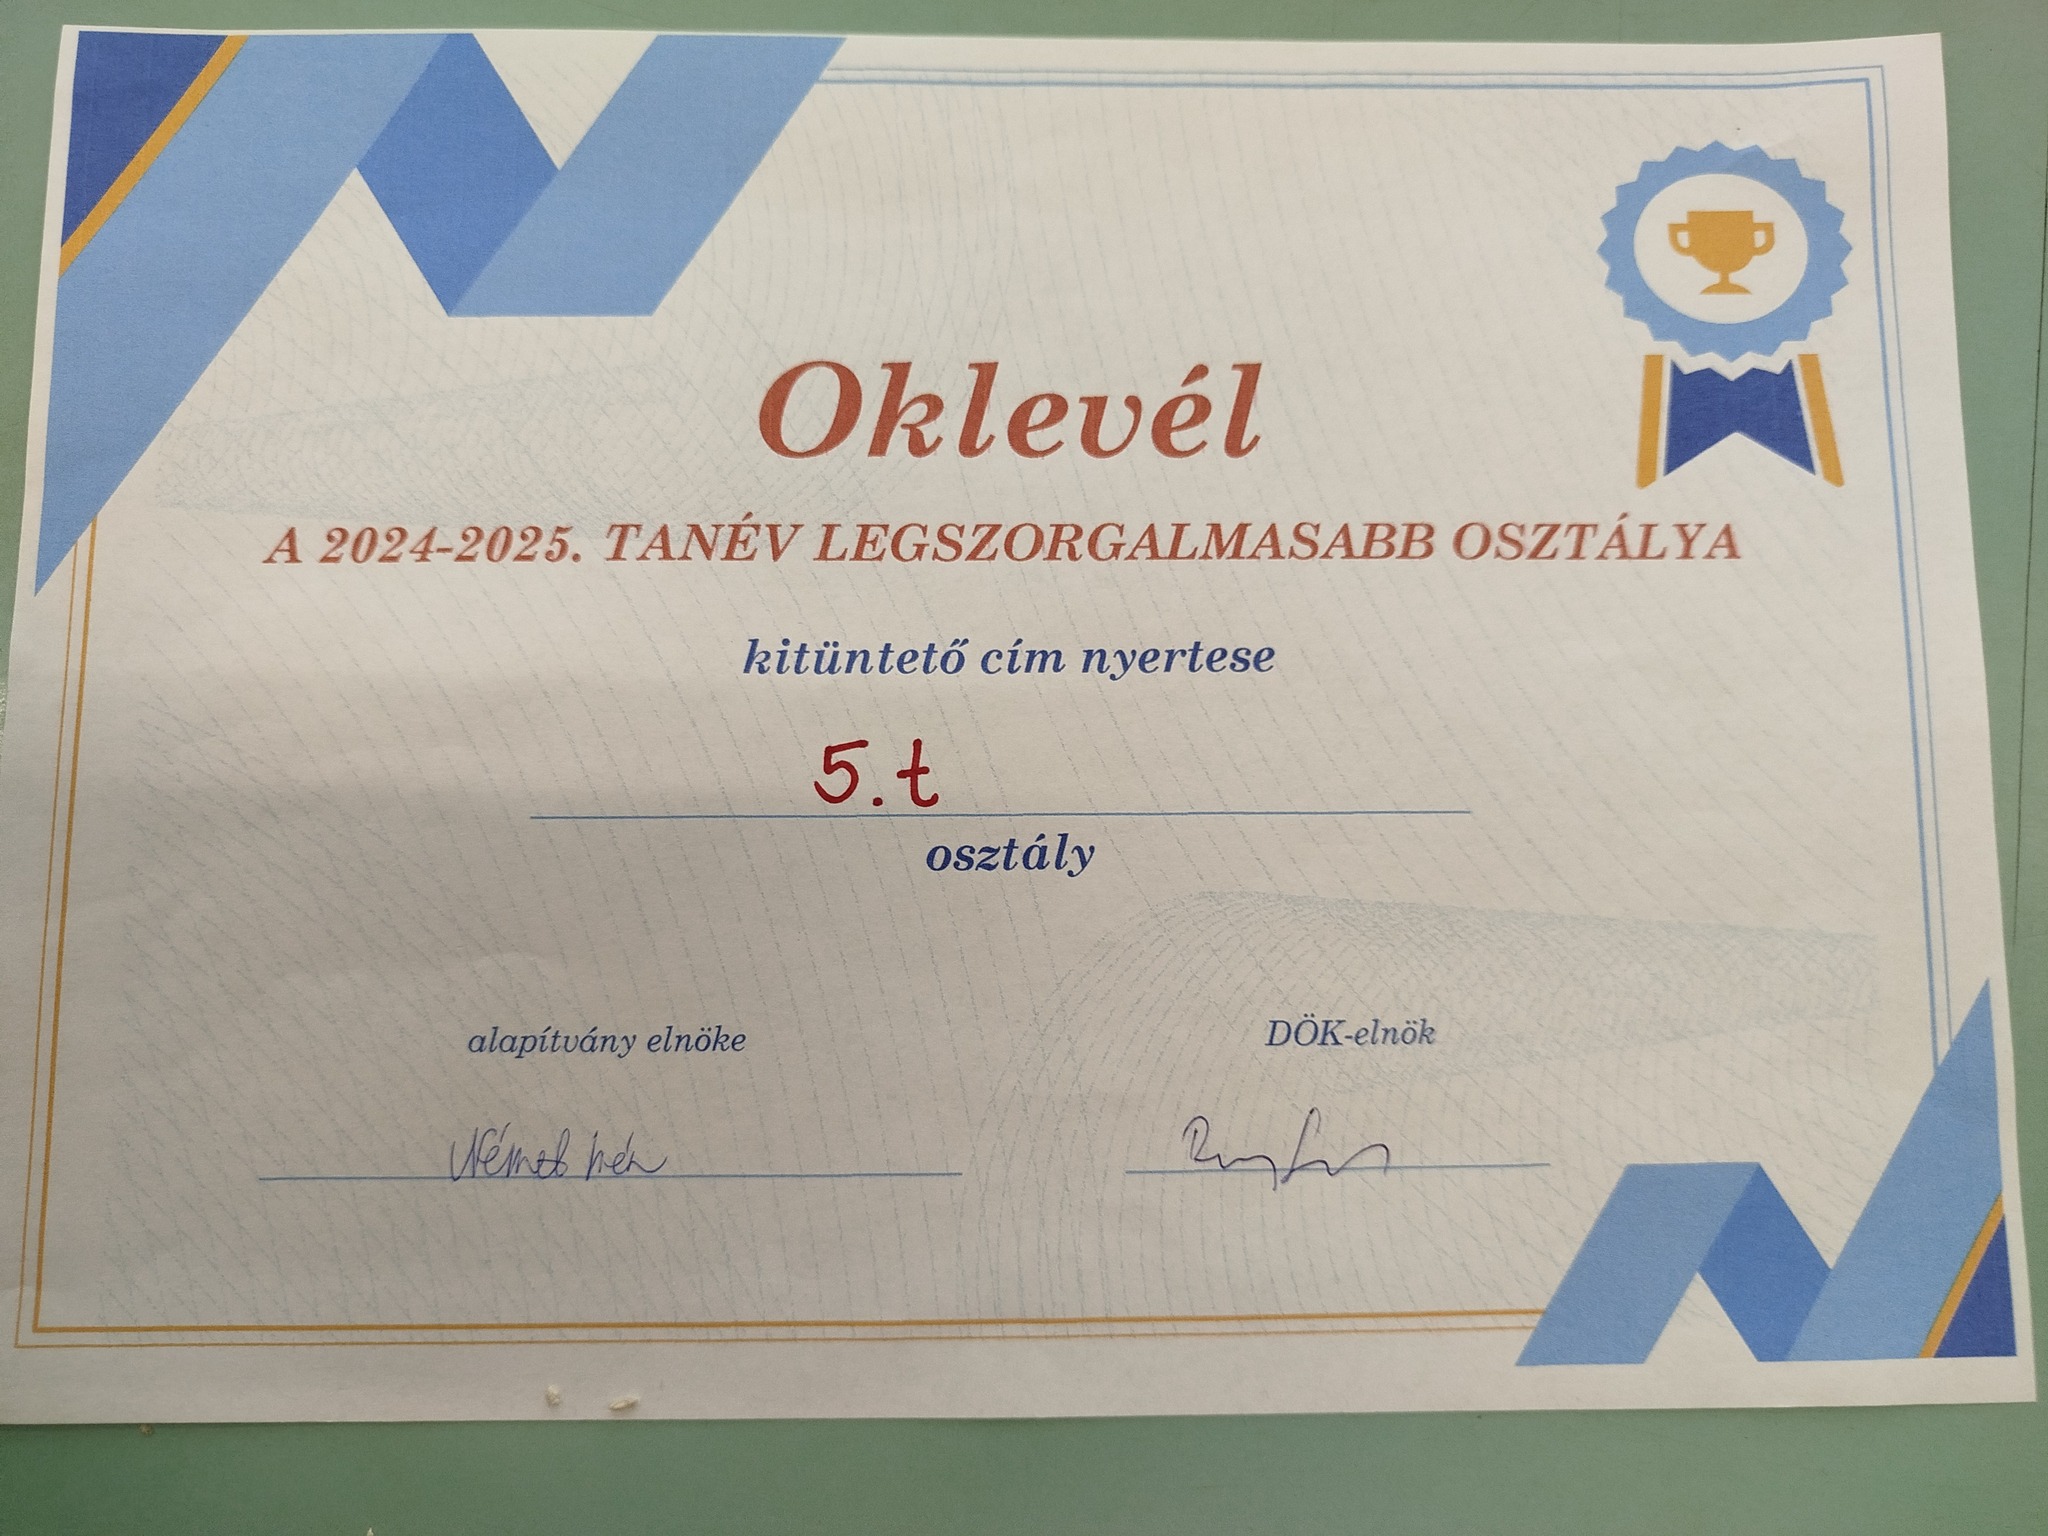 Oklevél
A 2024-2025. TANÉV LEGSZORGALMASABB OSZTÁLYA
kitüntető cím nyertese
5.t
osztály
alapítvány elnöke
DÖK-elnök